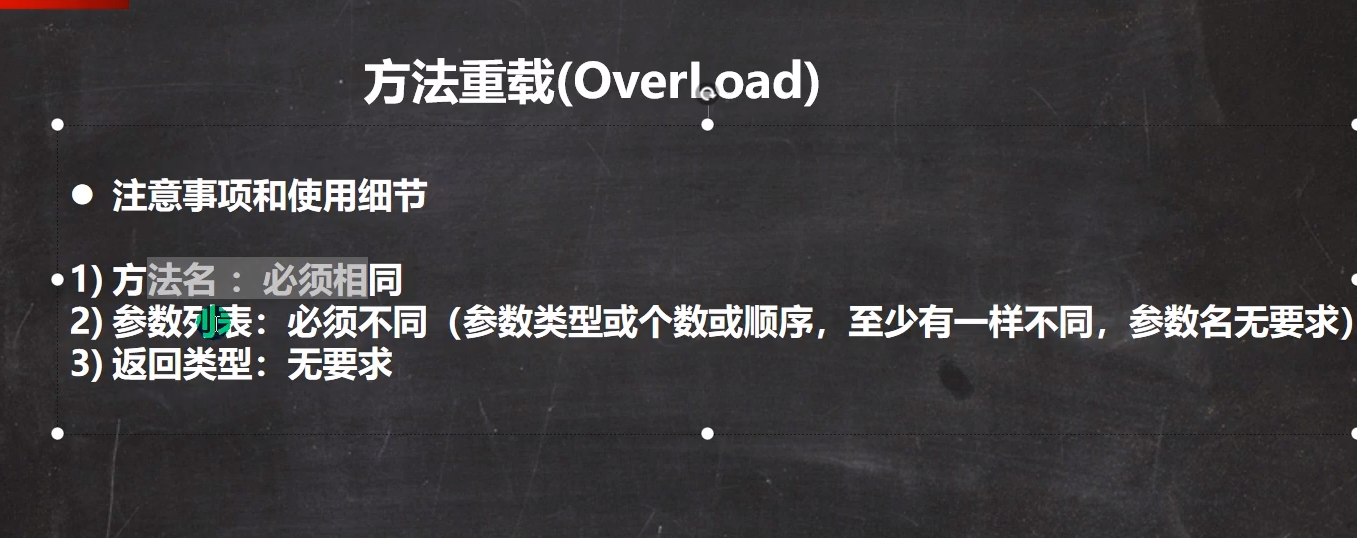 方法重载(OverLoad)
● 注意事项和使用细节
1) 方法名 ：必须相同
2) 参数列表：必须不同（参数类型或个数或顺序，至少有一样不同，参数名无要求)
3) 返回类型：无要求